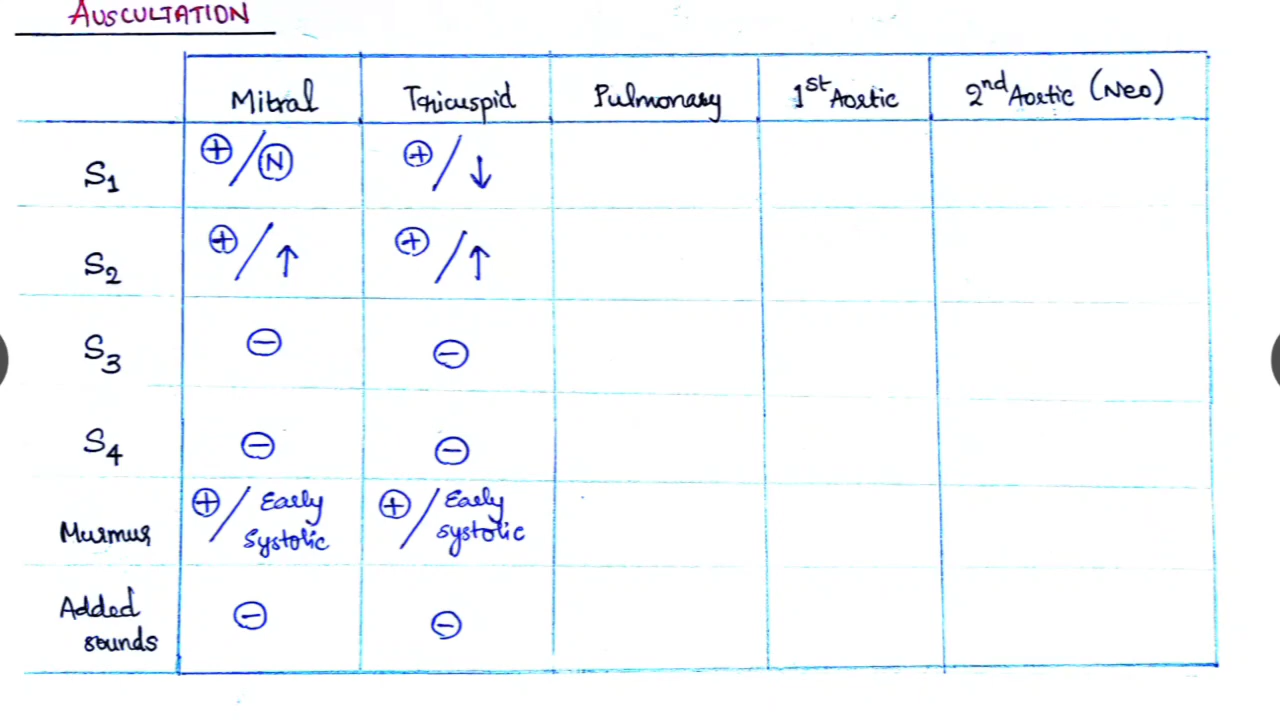 AUSCULTATION
Mitral Tricuspid Pulmonary 1st Aortic 2nd Aortic (Neo)
S1 ⊕/Ⓝ ⊕/↓
S2 ⊕/↑ ⊕/↑
S3 ⊖ ⊖
S4 ⊖ ⊖
Murmur ⊕/Early Systolic ⊕/Early systolic
Added sounds ⊖ ⊖